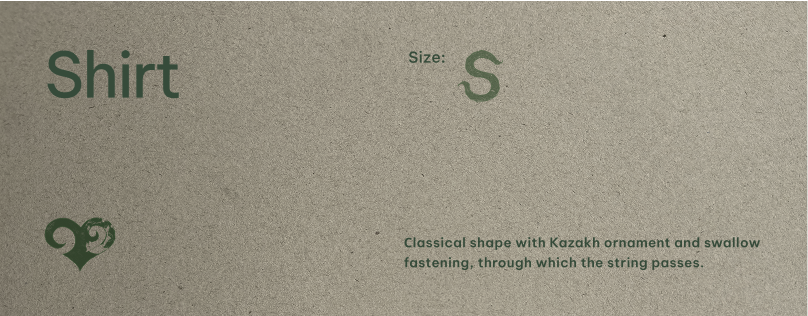 Shirt
Size: S
Classical shape with Kazakh ornament and swallow
fastening, through which the string passes.